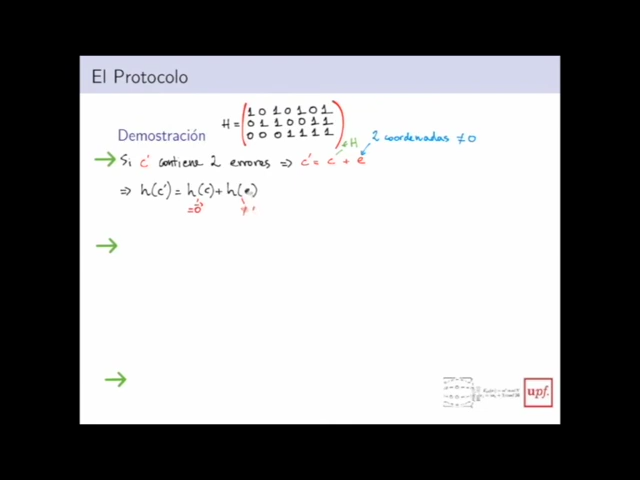 El Protocolo
1 0 1 0 1 0 1
H = 0 1 1 0 0 1 1
0 0 0 1 1 1 1
Demostración
∈ H
2 coordenadas ≠ 0
Si c' contiene 2 errores ⇒ c' = c + e
⇒ h(c') = h(c) + h(e)
= 0
≠
upf.